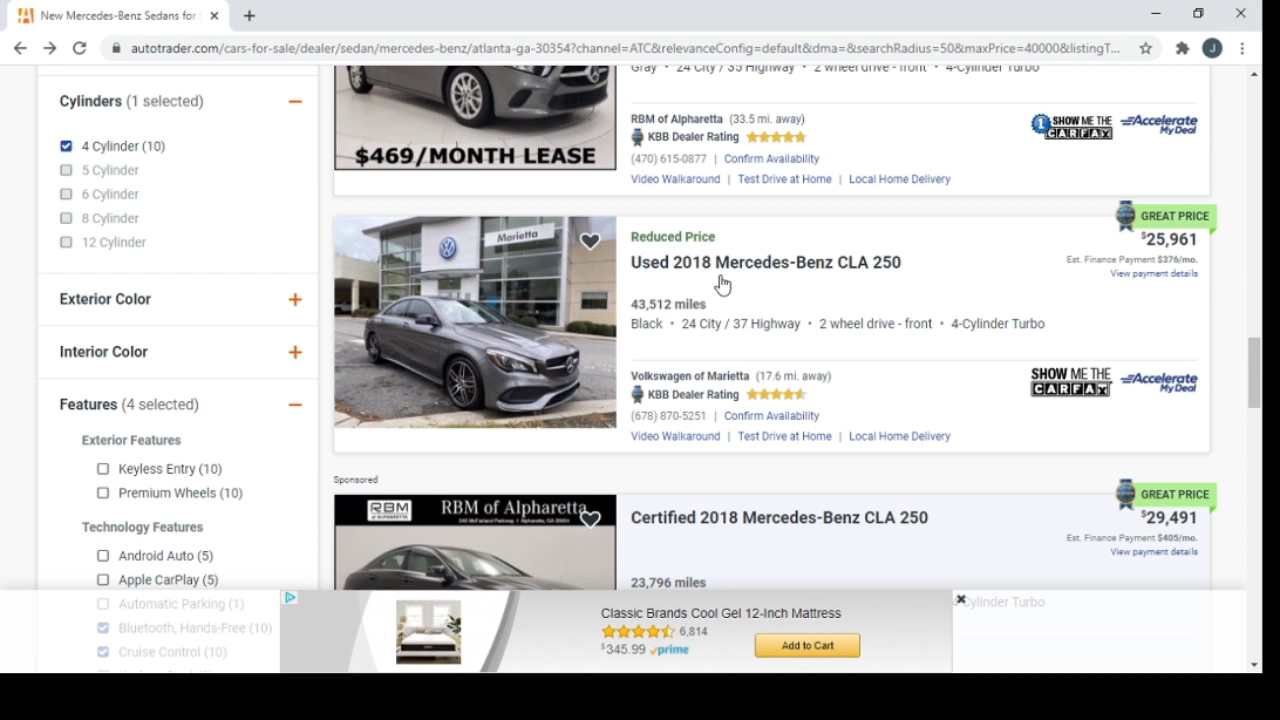 New Mercedes-Benz Sedans for
autotrader.com/cars-for-sale/dealer/sedan/mercedes-benz/atlanta-ga-30354?channel=ATC&relevanceConfig=default&dma=&searchRadius=50&maxPrice=40000&listingT...
J
Cylinders (1 selected)
4 Cylinder (10)
5 Cylinder
6 Cylinder
8 Cylinder
12 Cylinder
Exterior Color
Interior Color
Features (4 selected)
Exterior Features
Keyless Entry (10)
Premium Wheels (10)
Technology Features
Android Auto (5)
Apple CarPlay (5)
Automatic Parking (1)
Bluetooth, Hands-Free (10)
Cruise Control (10)
$469/MONTH LEASE
Gray • 24 City / 35 Highway • 2 wheel drive - front • 4-Cylinder Turbo
RBM of Alpharetta (33.5 mi. away)
KBB Dealer Rating
(470) 615-0877 | Confirm Availability
Video Walkaround | Test Drive at Home | Local Home Delivery
1 SHOW ME THE
CARFAX
Accelerate
My Deal
Marietta
Reduced Price
Used 2018 Mercedes-Benz CLA 250
GREAT PRICE
$25,961
Est. Finance Payment $376/mo.
View payment details
43,512 miles
Black • 24 City / 37 Highway • 2 wheel drive - front • 4-Cylinder Turbo
Volkswagen of Marietta (17.6 mi. away)
KBB Dealer Rating
(678) 870-5251 | Confirm Availability
Video Walkaround | Test Drive at Home | Local Home Delivery
SHOW ME THE
CARFAX
Accelerate
My Deal
Sponsored
RBM
OF ALPHARETTA
RBM of Alpharetta
Certified 2018 Mercedes-Benz CLA 250
GREAT PRICE
$29,491
Est. Finance Payment $405/mo.
View payment details
23,796 miles
4-Cylinder Turbo
Classic Brands Cool Gel 12-Inch Mattress
6,814
$345.99 prime
Add to Cart